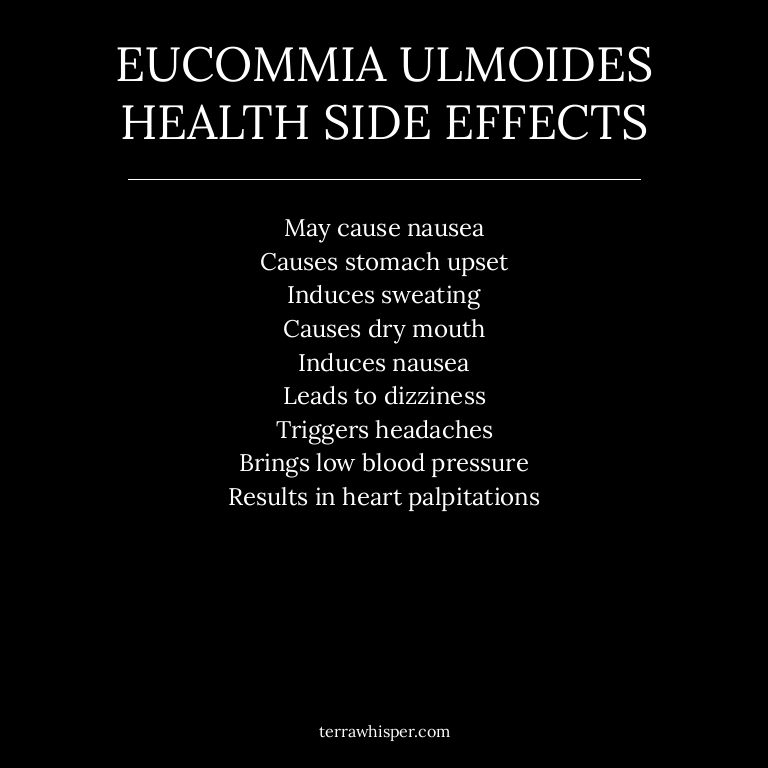 EUCOMMIA ULMOIDES
HEALTH SIDE EFFECTS
May cause nausea
Causes stomach upset
Induces sweating
Causes dry mouth
Induces nausea
Leads to dizziness
Triggers headaches
Brings low blood pressure
Results in heart palpitations
terrawhisper.com